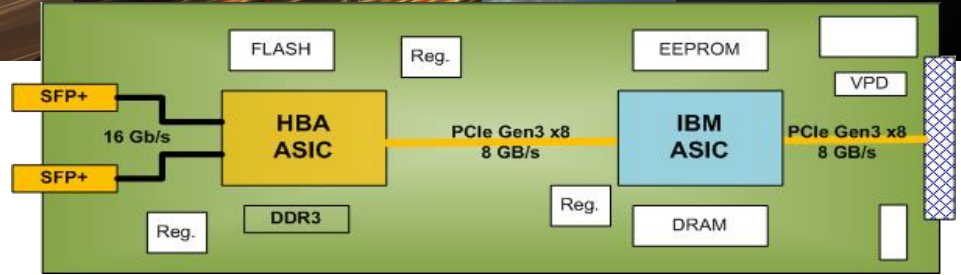 FLASH
Reg.
EEPROM
VPD
SFP+
16 Gb/s
SFP+
HBA
ASIC
PCIe Gen3 x8
8 GB/s
IBM
ASIC
PCIe Gen3 x8
8 GB/s
Reg.
DDR3
Reg.
DRAM